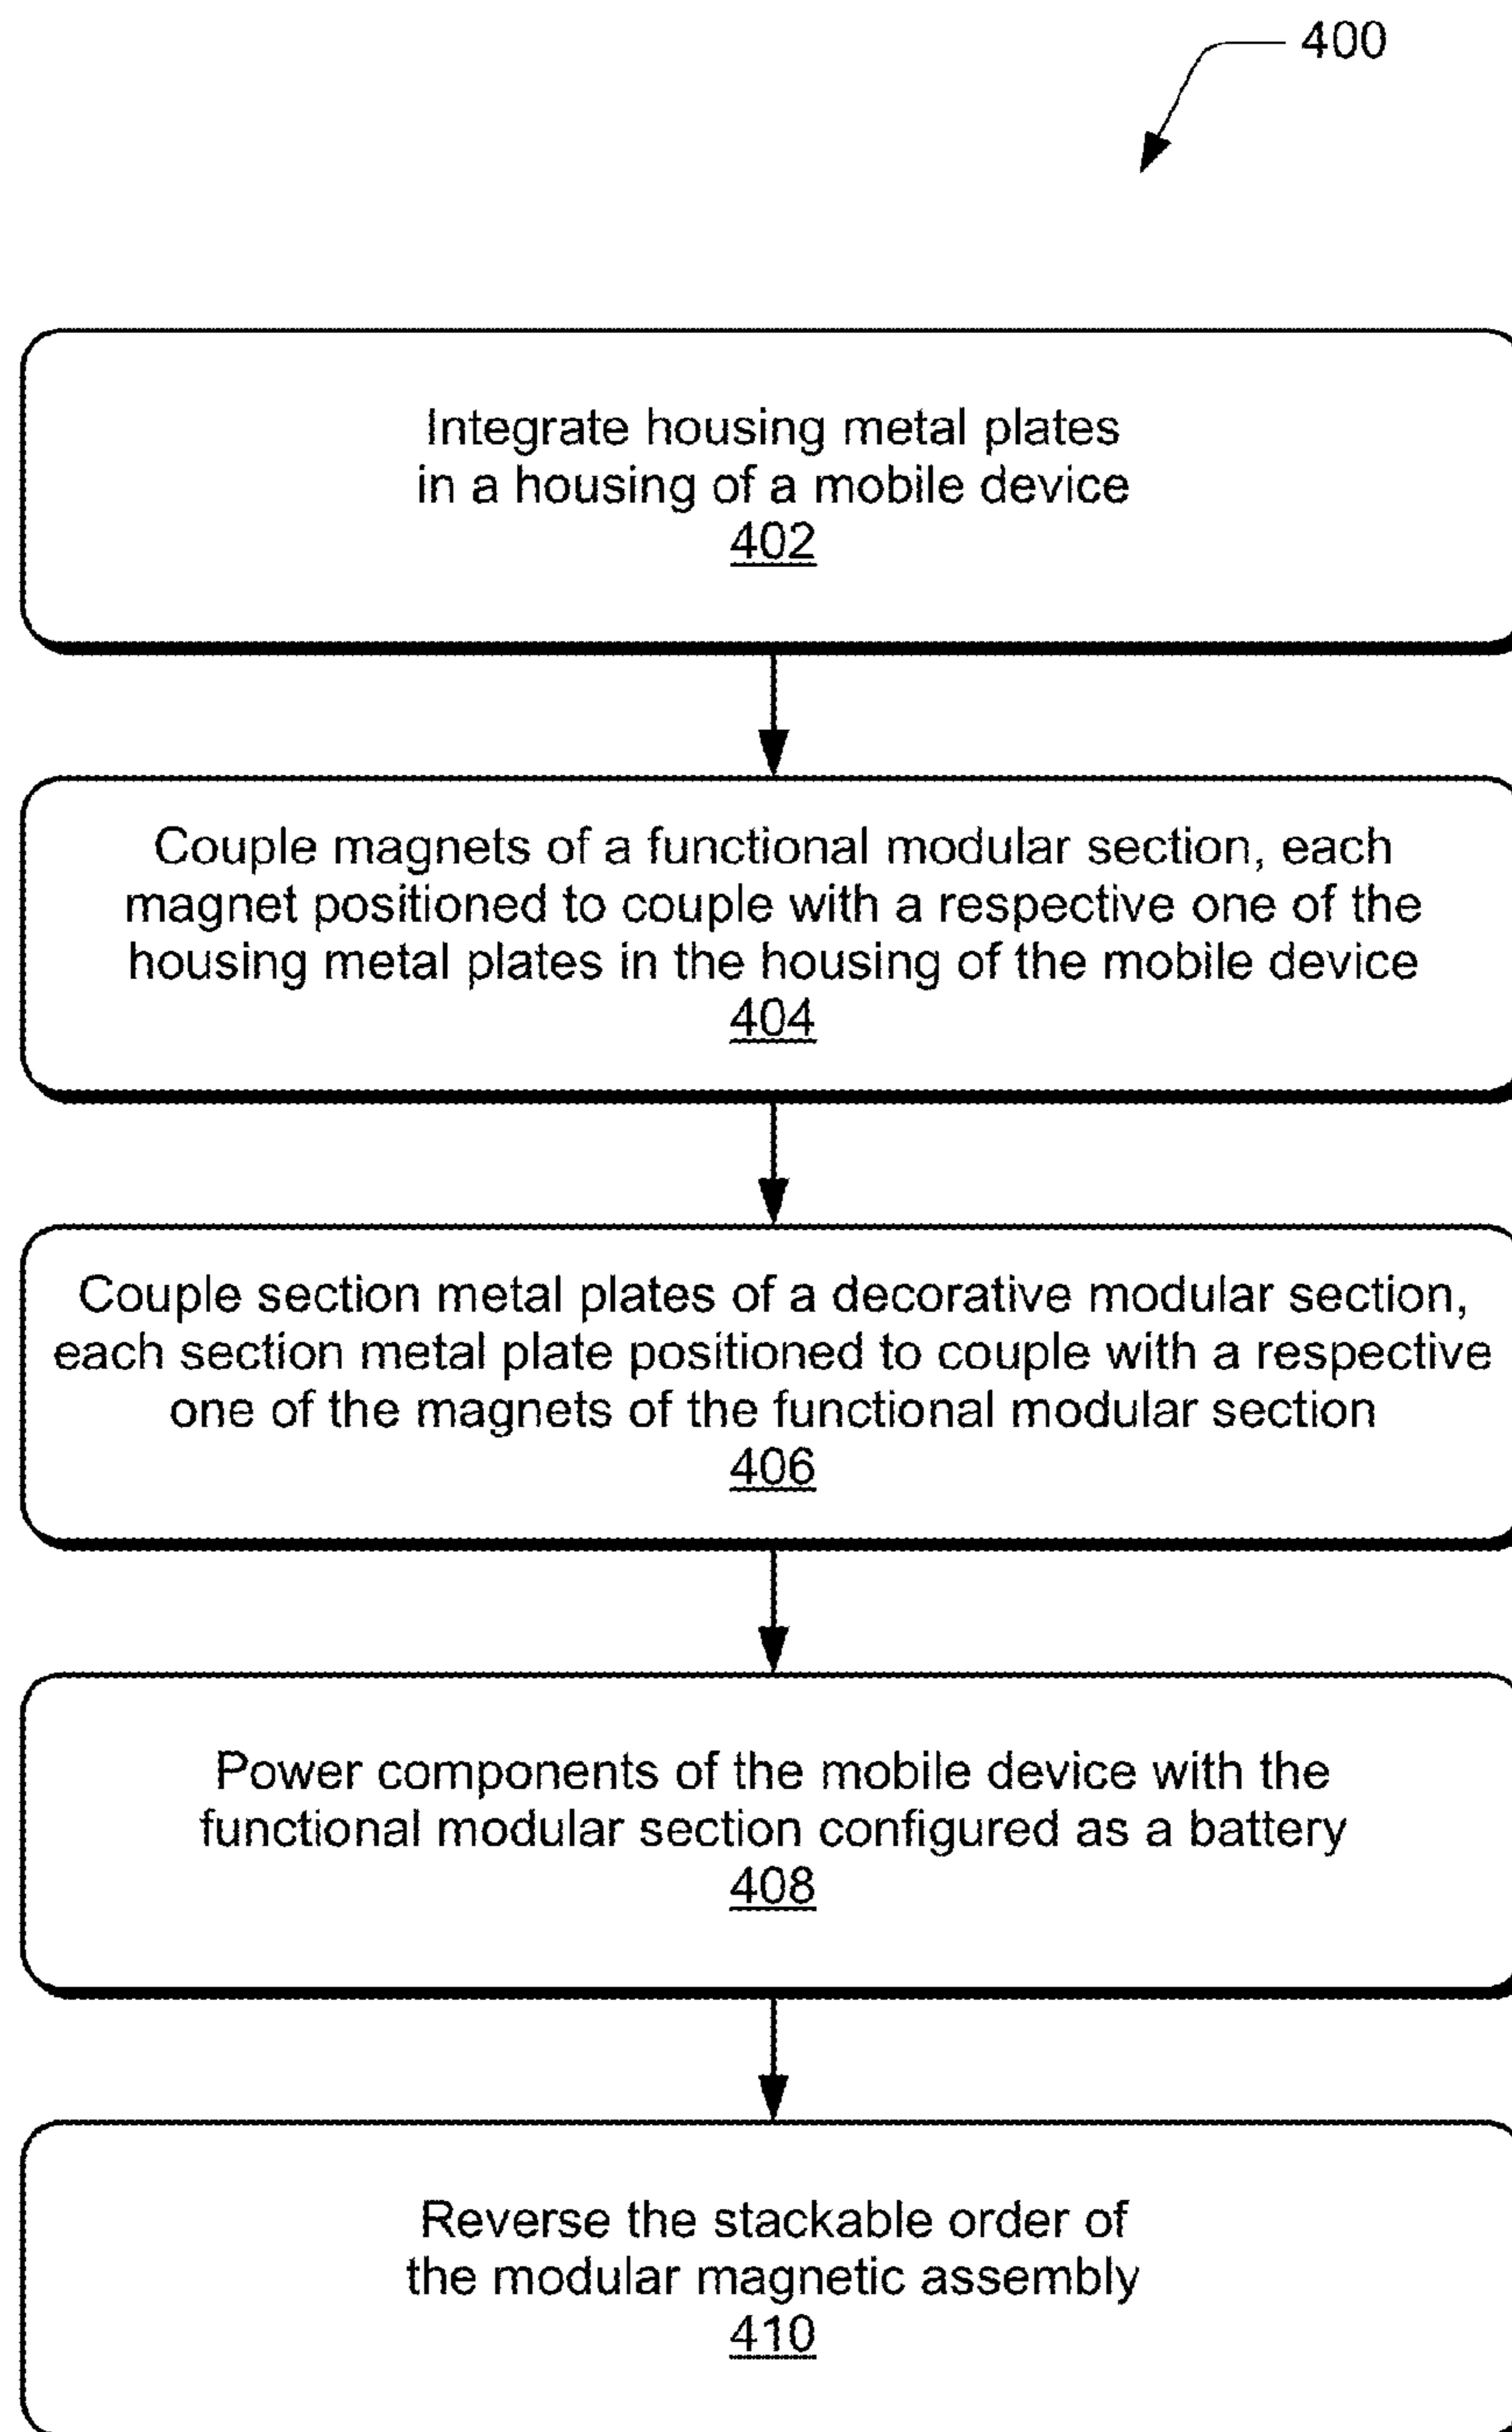 400
Integrate housing metal plates
in a housing of a mobile device
402
Couple magnets of a functional modular section, each
magnet positioned to couple with a respective one of the
housing metal plates in the housing of the mobile device
404
Couple section metal plates of a decorative modular section,
each section metal plate positioned to couple with a respective
one of the magnets of the functional modular section
406
Power components of the mobile device with the
functional modular section configured as a battery
408
Reverse the stackable order of
the modular magnetic assembly
410